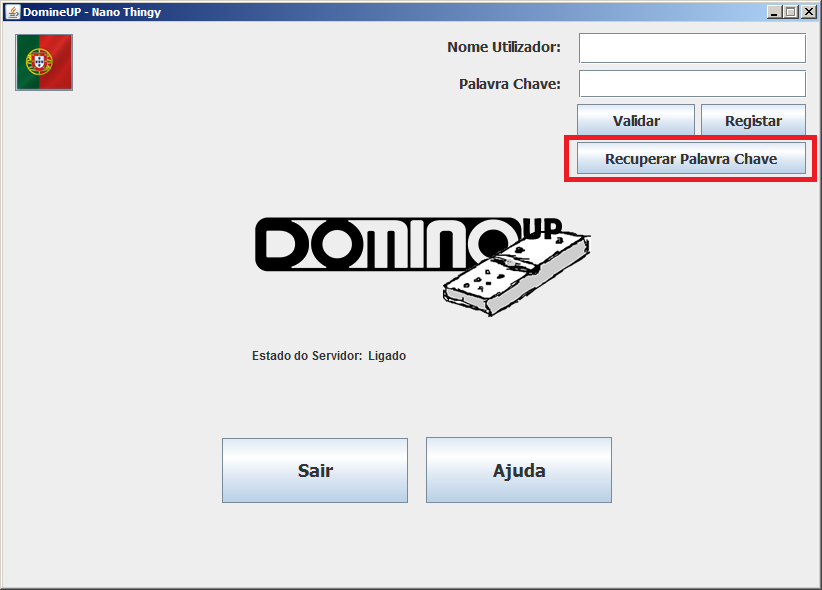 DomineUP - Nano Thingy
Nome Utilizador:
Palavra Chave:
Validar
Registar
Recuperar Palavra Chave
DOMINO UP
Estado do Servidor: Ligado
Sair
Ajuda